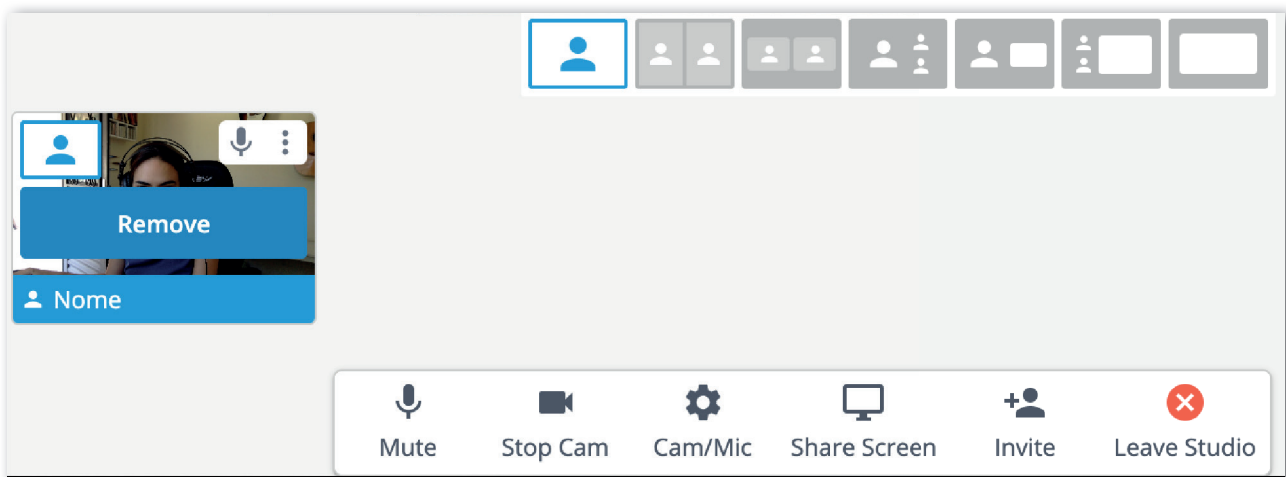 Remove
Nome
Mute
Stop Cam
Cam/Mic
Share Screen
Invite
Leave Studio